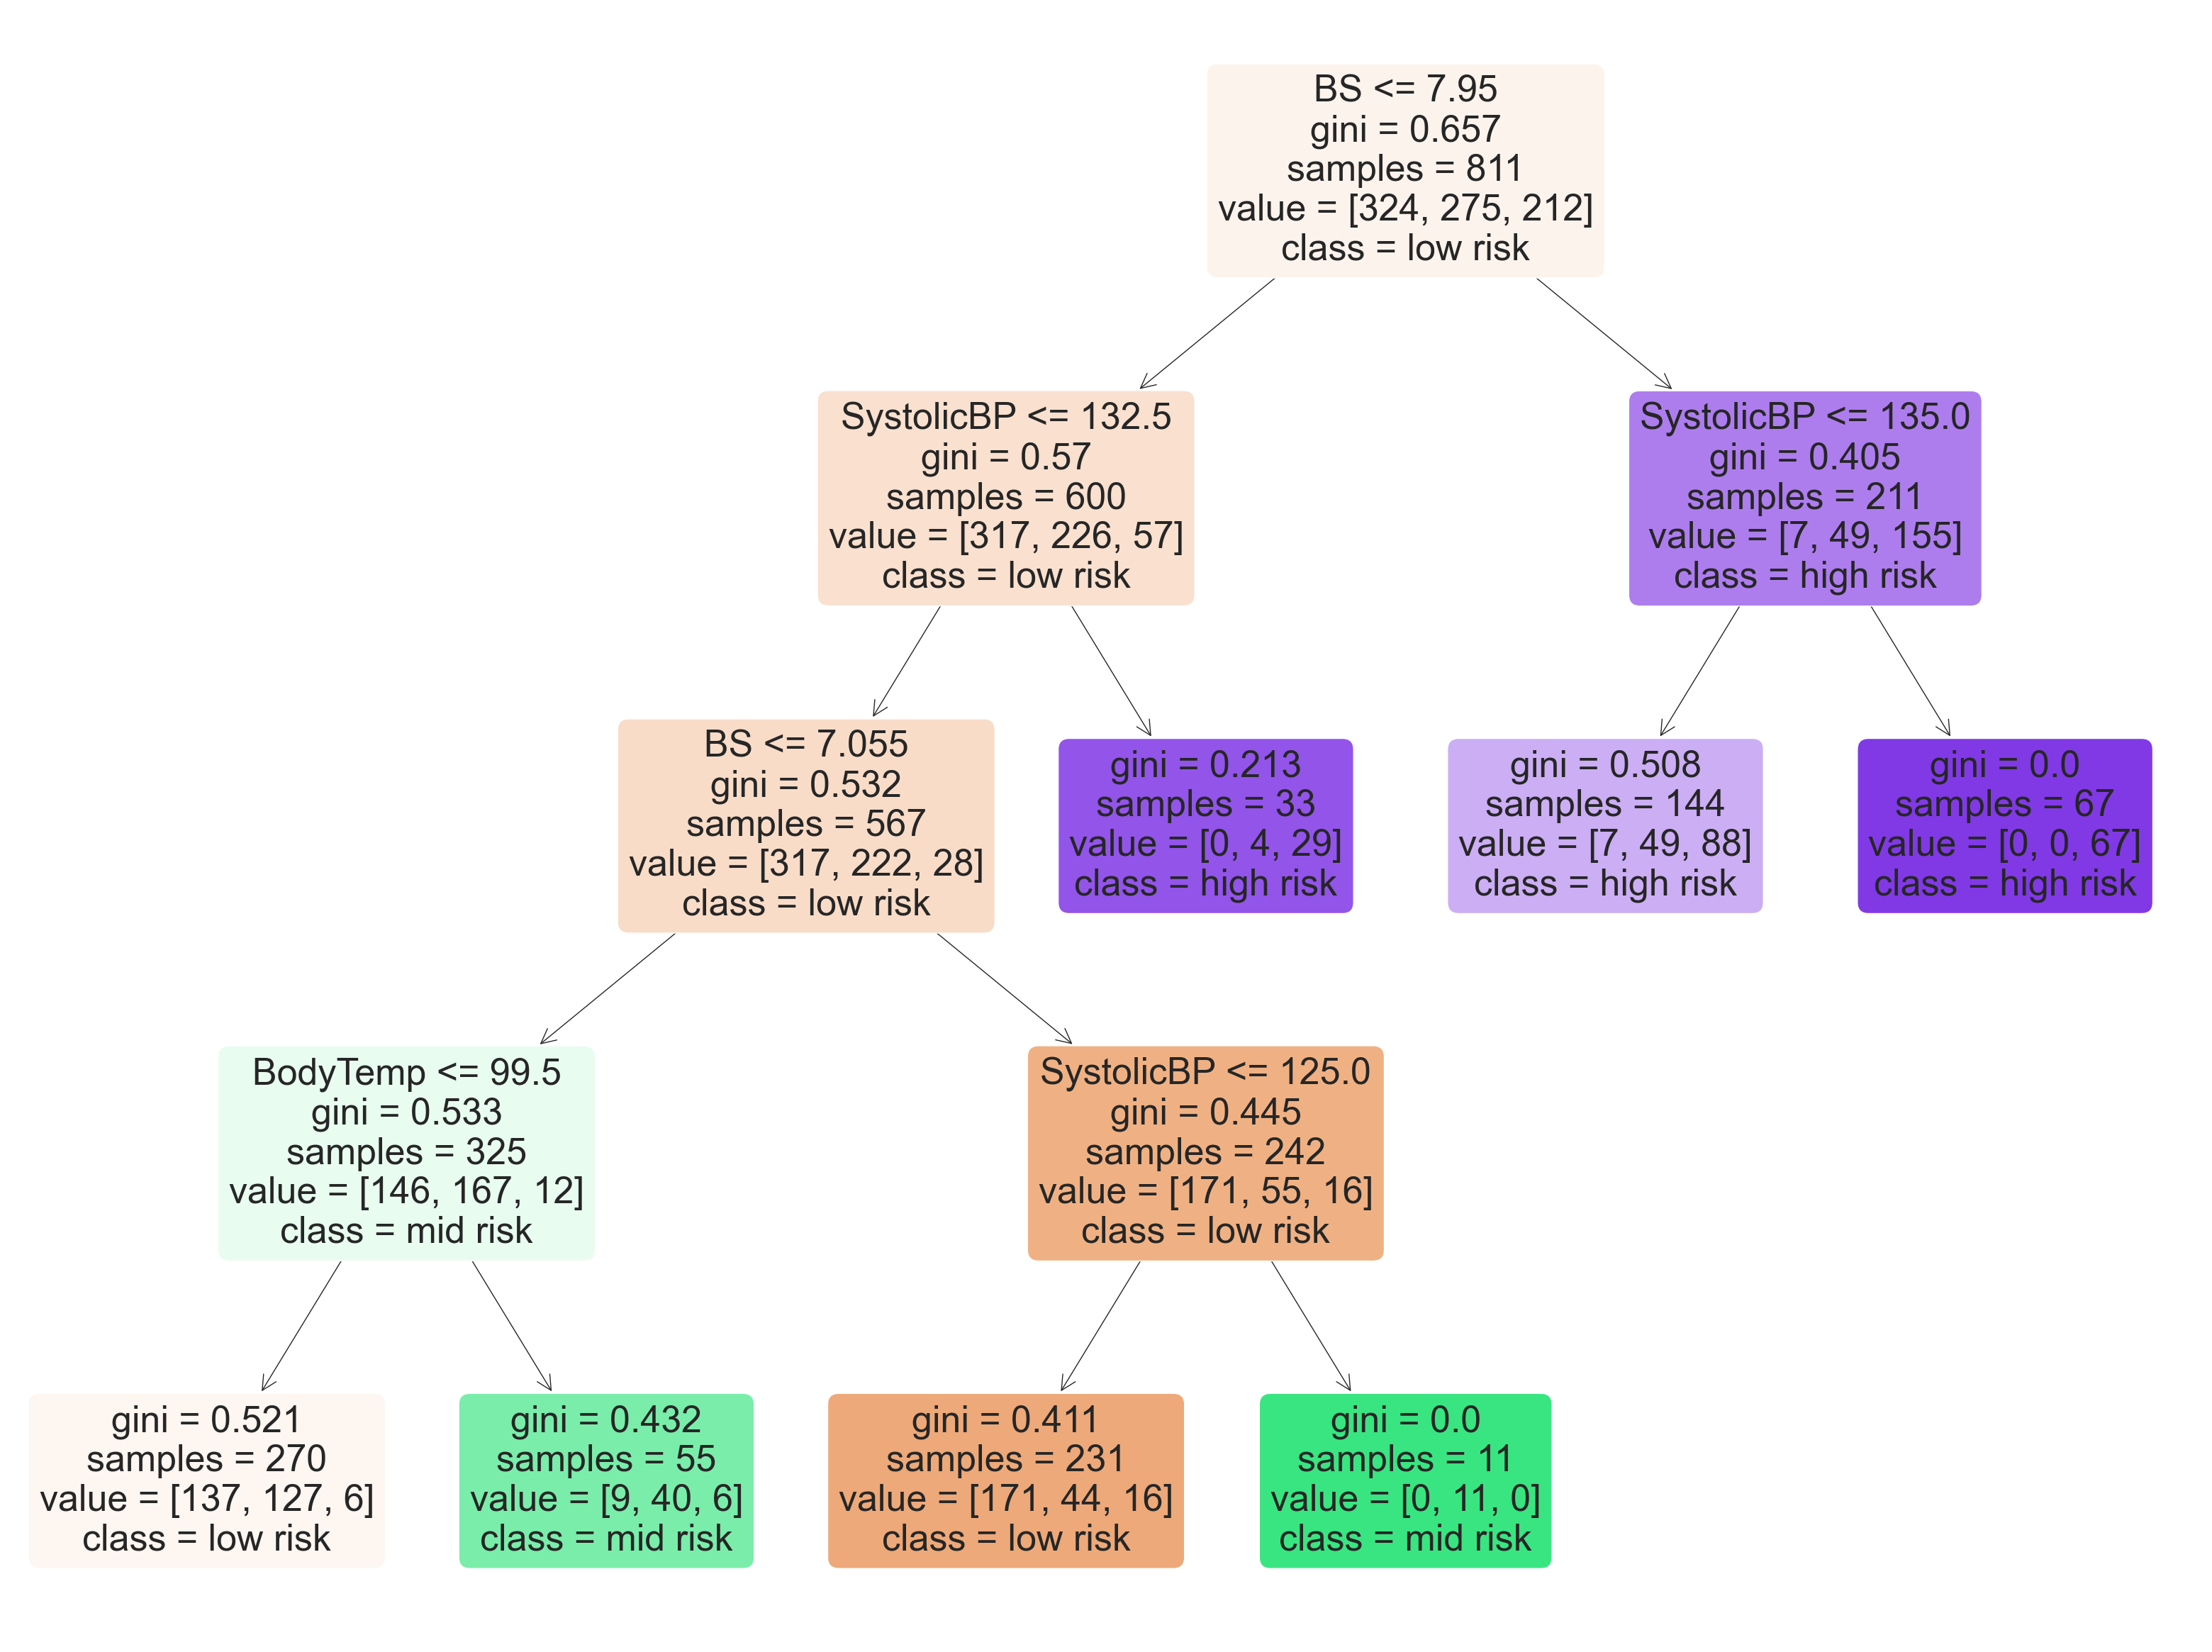 BS <= 7.95
gini = 0.657
samples = 811
value = [324, 275, 212]
class = low risk
SystolicBP <= 132.5
gini = 0.57
samples = 600
value = [317, 226, 57]
class = low risk
SystolicBP <= 135.0
gini = 0.405
samples = 211
value = [7, 49, 155]
class = high risk
BS <= 7.055
gini = 0.532
samples = 567
value = [317, 222, 28]
class = low risk
gini = 0.213
samples = 33
value = [0, 4, 29]
class = high risk
gini = 0.508
samples = 144
value = [7, 49, 88]
class = high risk
gini = 0.0
samples = 67
value = [0, 0, 67]
class = high risk
BodyTemp <= 99.5
gini = 0.533
samples = 325
value = [146, 167, 12]
class = mid risk
SystolicBP <= 125.0
gini = 0.445
samples = 242
value = [171, 55, 16]
class = low risk
gini = 0.521
samples = 270
value = [137, 127, 6]
class = low risk
gini = 0.432
samples = 55
value = [9, 40, 6]
class = mid risk
gini = 0.411
samples = 231
value = [171, 44, 16]
class = low risk
gini = 0.0
samples = 11
value = [0, 11, 0]
class = mid risk